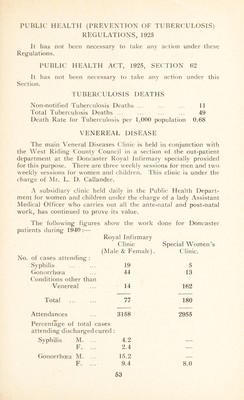 PUBLIC HEALTH (PREVENTION OF TUBERCULOSIS)
REGULATIONS, 1925
It has not been necessary to take any action under these
Regulations.
PUBLIC HEALTH ACT, 1925, SECTION 62
It has not been necessary to take any action under this
Section.
TUBERCULOSIS DEATHS
Non-notified Tuberculosis Deaths ... ... ... 11
Total Tuberculosis Deaths ... ... ... 49
Death Rate for Tuberculosis per 1,000 population 0.68
VENEREAL DISEASE
The main Veneral Diseases Clinic is held in conjunction with
the West Riding County Council in a section of the out-patient
department at the Doncaster Royal Infirmary specially provided
for this purpose. There are three weekly sessions for men and two
weekly sessions for women and children. This clinic is under the
charge of Mr. L. D. Callander.
A subsidiary clinic held daily in the Public Health Depart-
ment for women and children under the charge of a lady Assistant
Medical Officer who carries out all the ante-natal and post-natal
work, has continued to prove its value.
The following figures show the work done for Doncaster
patients during 1940 :—
Royal Infirmary
Clinic Special Women's
(Male & Female). Clinic.
No. of cases attending :
Syphilis ... ... 19 5
Gonorrhœa ... 44 13
Conditions other than
Venereal ... 14 162
Total ... ... 77 180
Attendances 3158 2955
Percentage of total cases
attending discharged cured :
Syphilis M. ... 4.2 —
F. ... 2.4 —
Gonorrhœa M. ... 15.2 —
F. ... 9.4 8.0
53